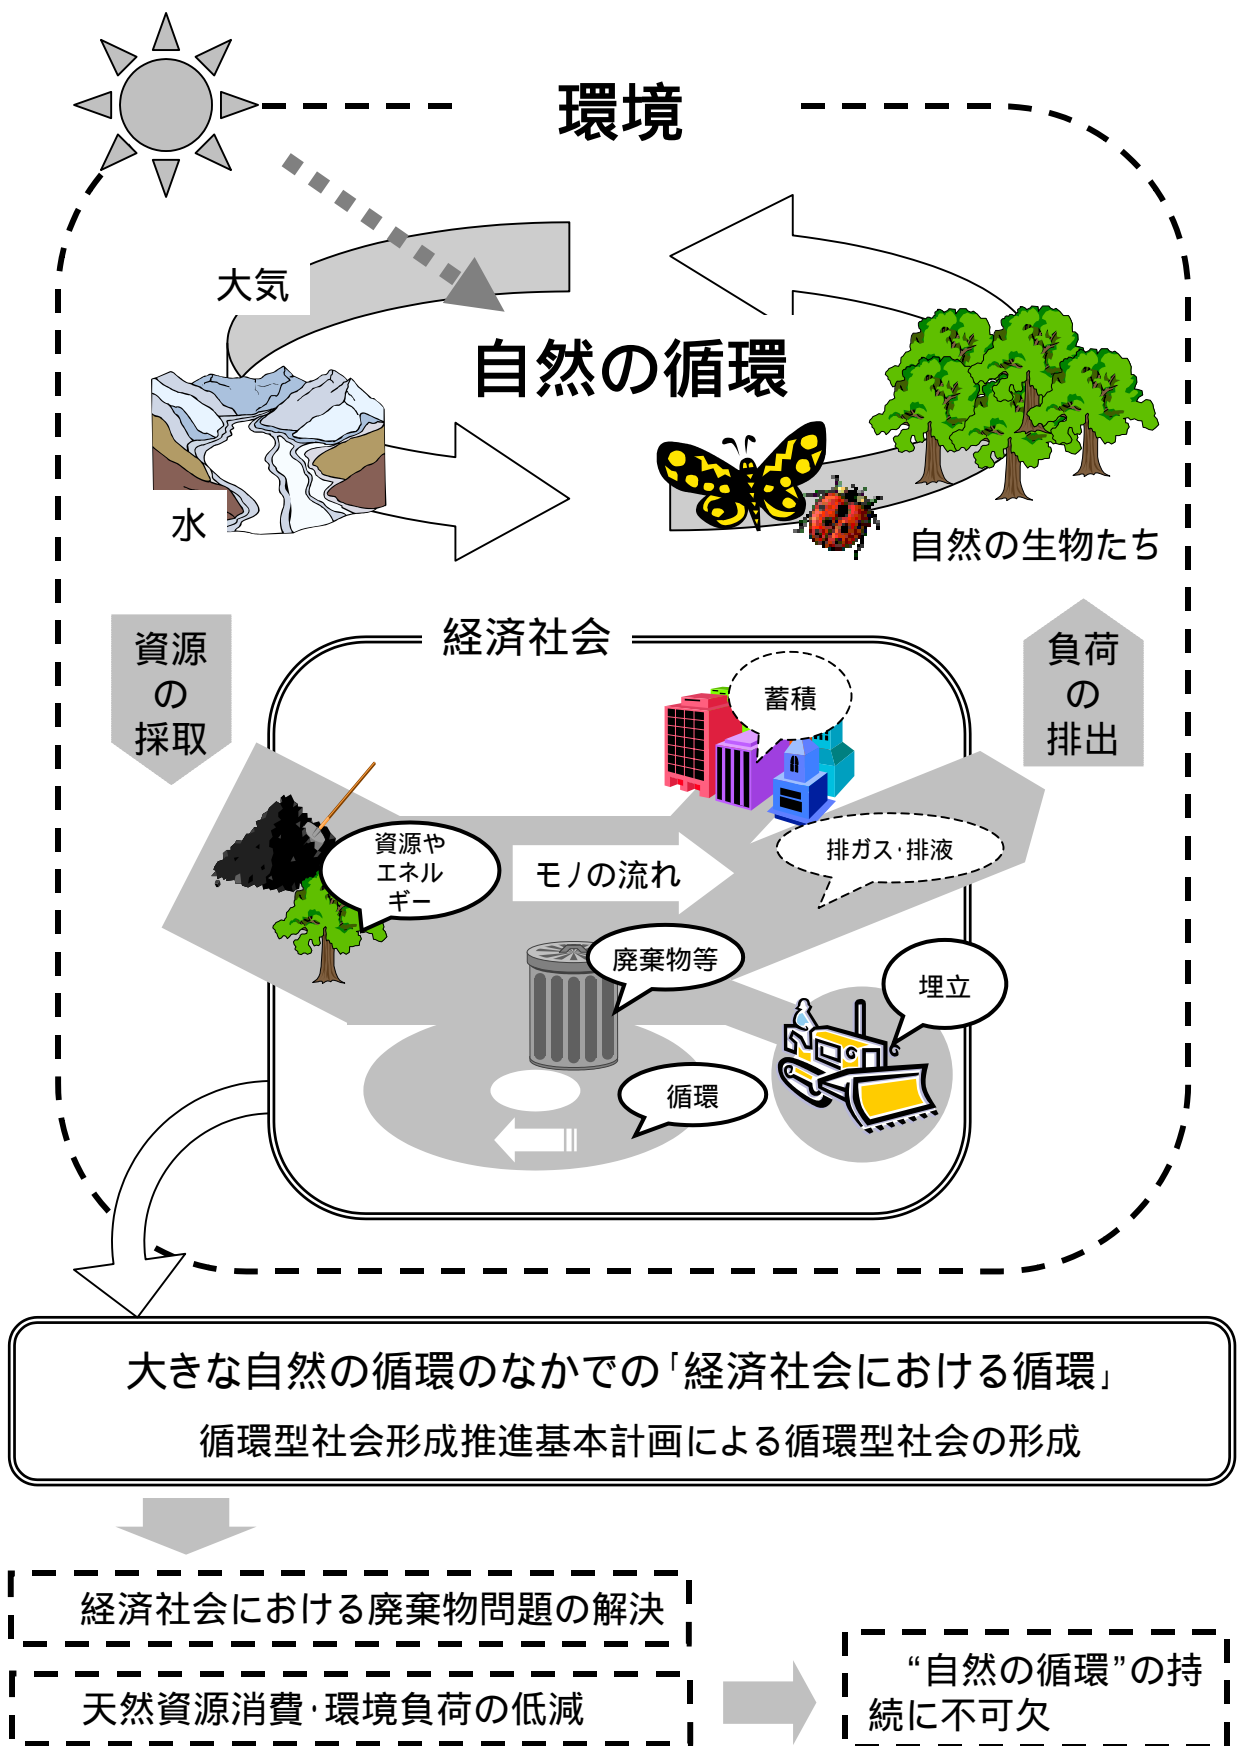 環境
大気
自然の循環
水
自然の生物たち
資源
の
採取
経済社会
負荷
の
排出
蓄積
資源や
エネル
ギー
モノの流れ
排ガス・排液
廃棄物等
埋立
循環
大きな自然の循環のなかでの「経済社会における循環」
循環型社会形成推進基本計画による循環型社会の形成
経済社会における廃棄物問題の解決
天然資源消費・環境負荷の低減
“自然の循環”の持
続に不可欠